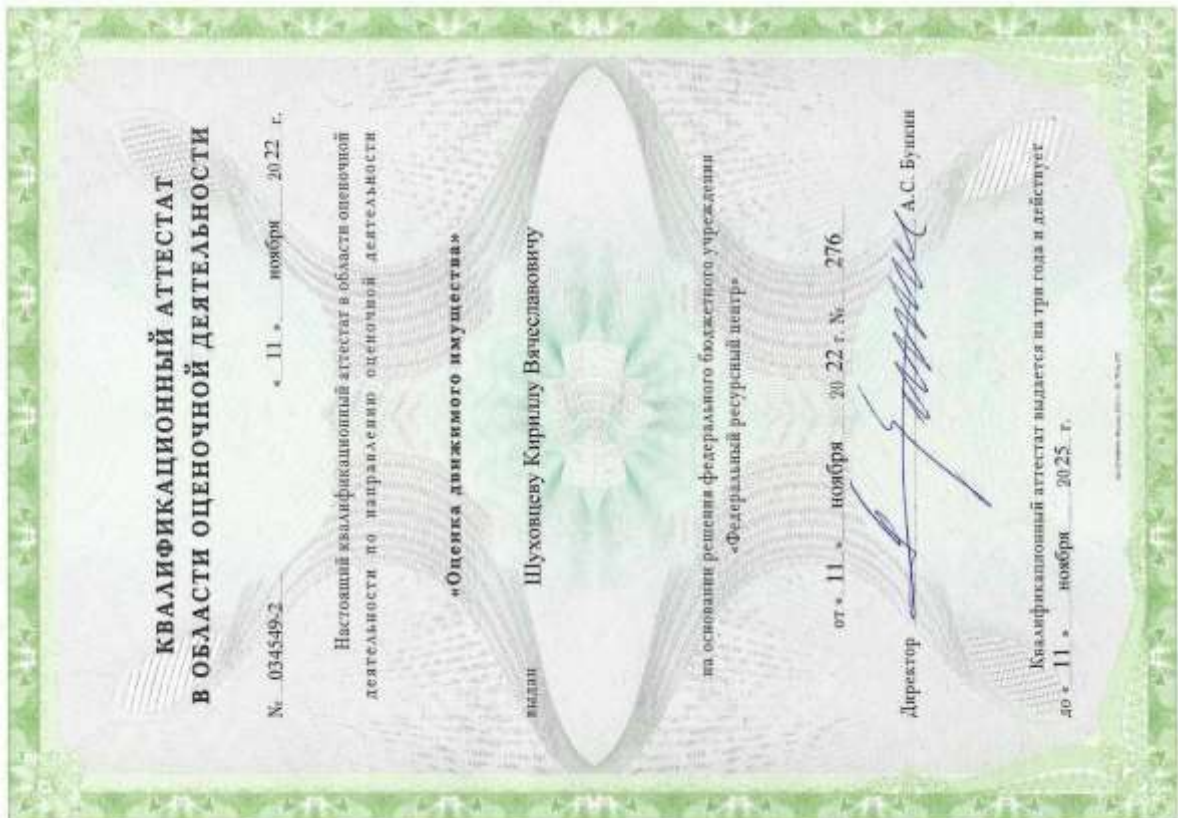 КВАЛИФИКАЦИОННЫЙ АТТЕСТАТ
В ОБЛАСТИ ОЦЕНОЧНОЙ ДЕЯТЕЛЬНОСТИ
№ 034549-2 « 11 » ноября 2022 г.
Настоящий квалификационный аттестат в области оценочной
деятельности по направлению оценочной деятельности
«Оценка движимого имущества»
выдан Шуховцеву Кириллу Вячеславовичу
на основании решения федерального бюджетного учреждения
«Федеральный ресурсный центр»
от « 11 » ноября 20 22 г. № 276
Директор А.С. Бункин
Квалификационный аттестат выдается на три года и действует
до « 11 » ноября 2025 г.